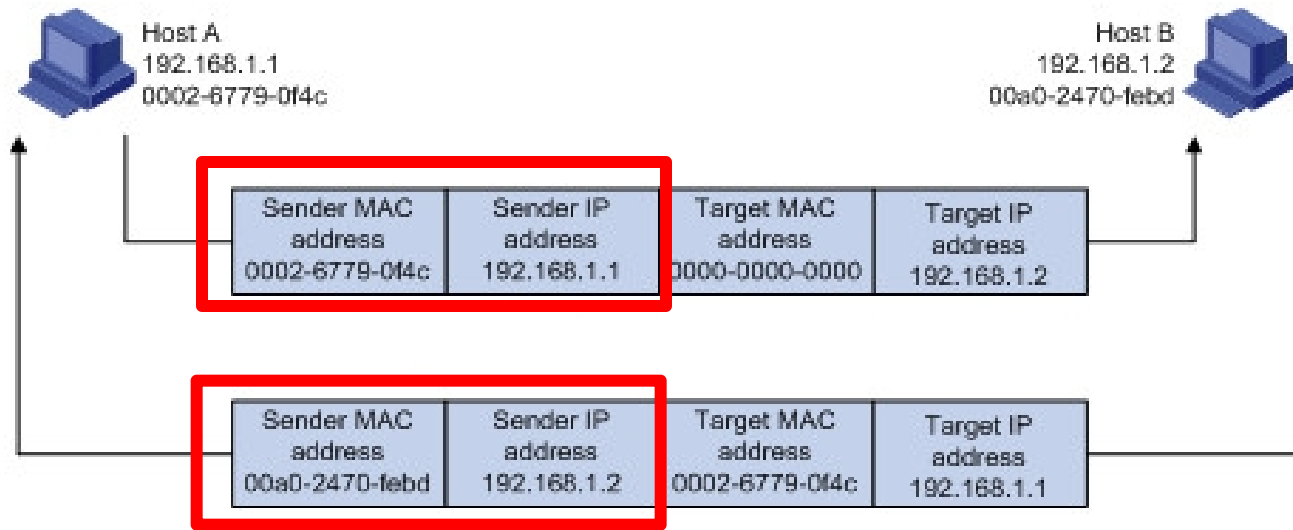 Host A
192.168.1.1
0002-6779-0f4c
Host B
192.168.1.2
00a0-2470-febd
Sender MAC
address
0002-6779-0f4c
Sender IP
address
192.168.1.1
Target MAC
address
0000-0000-0000
Target IP
address
192.168.1.2
Sender MAC
address
00a0-2470-febd
Sender IP
address
192.168.1.2
Target MAC
address
0002-6779-0f4c
Target IP
address
192.168.1.1